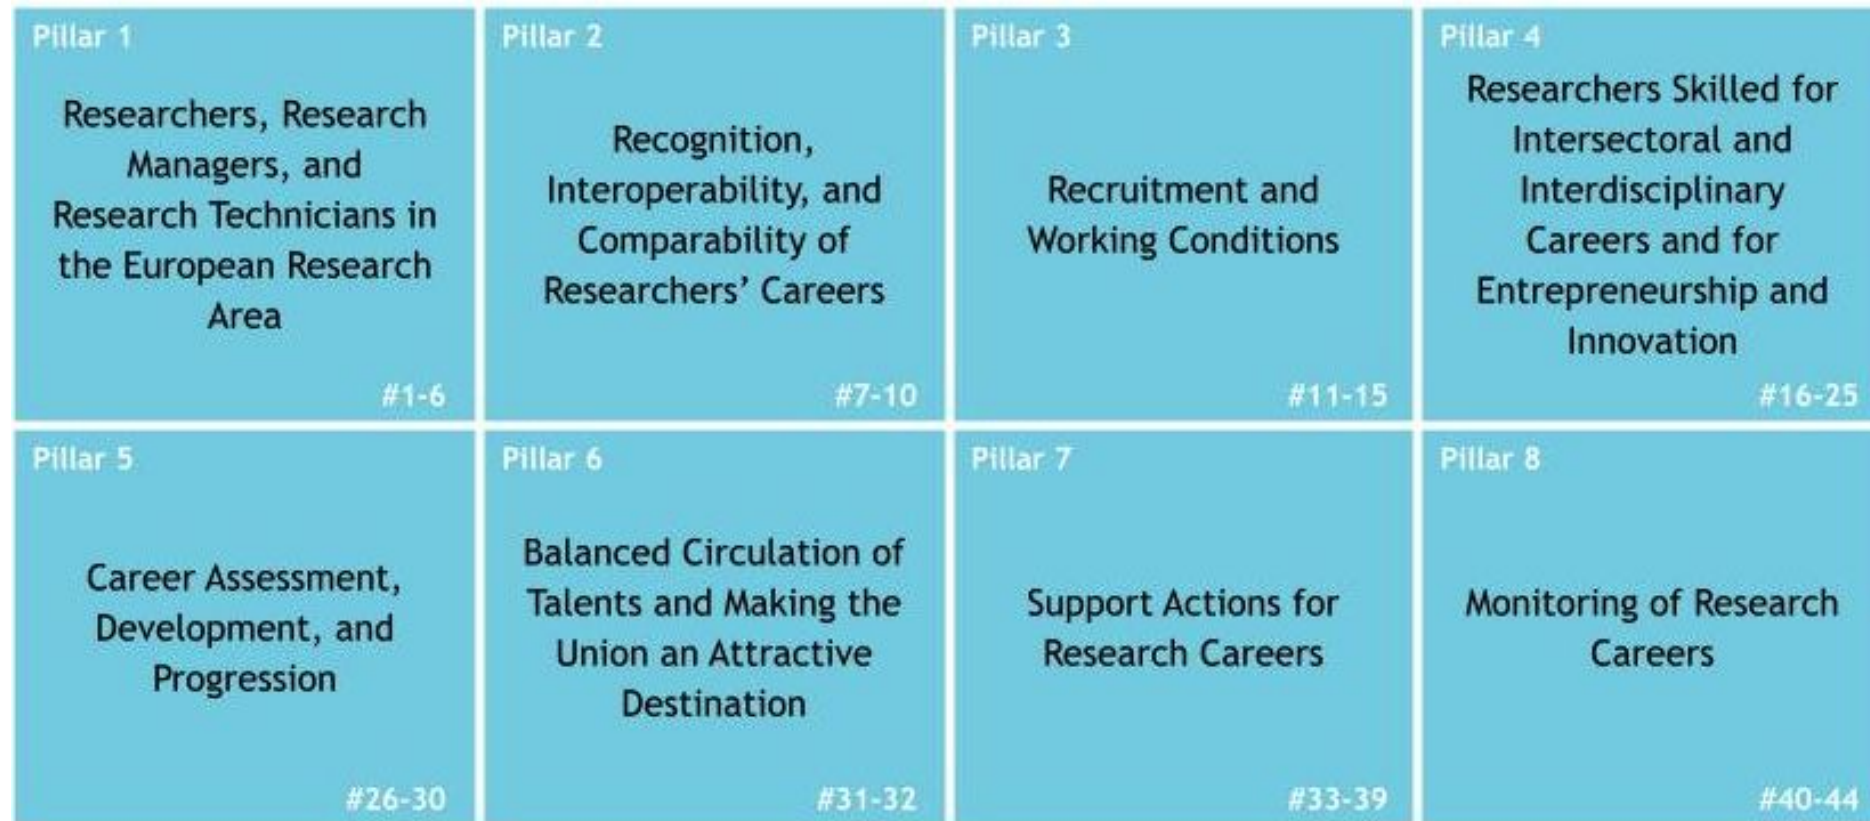 Pillar 1
Researchers, Research
Managers, and
Research Technicians in
the European Research
Area
#1-6
Pillar 2
Recognition,
Interoperability, and
Comparability of
Researchers’ Careers
#7-10
Pillar 3
Recruitment and
Working Conditions
#11-15
Pillar 4
Researchers Skilled for
Intersectoral and
Interdisciplinary
Careers and for
Entrepreneurship and
Innovation
#16-25
Pillar 5
Career Assessment,
Development, and
Progression
#26-30
Pillar 6
Balanced Circulation of
Talents and Making the
Union an Attractive
Destination
#31-32
Pillar 7
Support Actions for
Research Careers
#33-39
Pillar 8
Monitoring of Research
Careers
#40-44